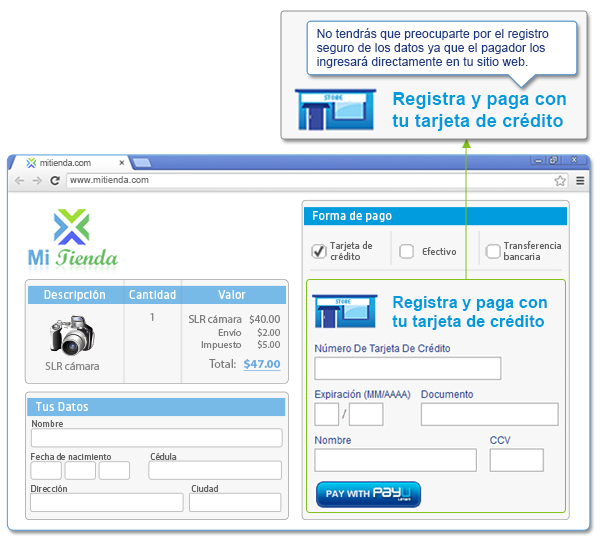 No tendrás que preocuparte por el registro
seguro de los datos ya que el pagador los
ingresará directamente en tu sitio web.
STORE
Registra y paga con
tu tarjeta de crédito
mitienda.com
www.mitienda.com
Mi Tienda
Descripción Cantidad Valor
SLR cámara
1
SLR cámara $40.00
Envío $2.00
Impuesto $5.00
Total: $47.00
Tus Datos
Nombre
Fecha de nacimiento Cédula
Dirección Ciudad
Forma de pago
Tarjeta de
crédito
Efectivo
Transferencia
bancaria
STORE
Registra y paga con
tu tarjeta de crédito
Número De Tarjeta De Crédito
Expiración (MM/AAAA) Documento
/
Nombre CCV
PAY WITH PAYU